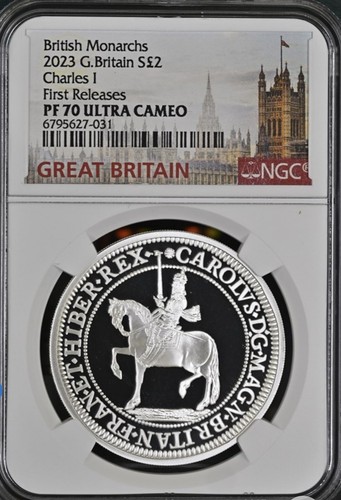 British Monarchs
2023 G.Britain S£2
Charles I
First Releases
PF 70 ULTRA CAMEO
6795627-031
GREAT BRITAIN
NGC
CAROLVS·DG·MAGN·BRITAN·FRAN·ET·HIBER·REX·